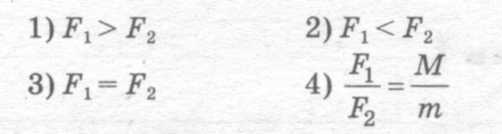 1) F₁ > F₂ 2) F₁ < F₂
3) F₁ = F₂ 4) F₁/F₂ = M/m